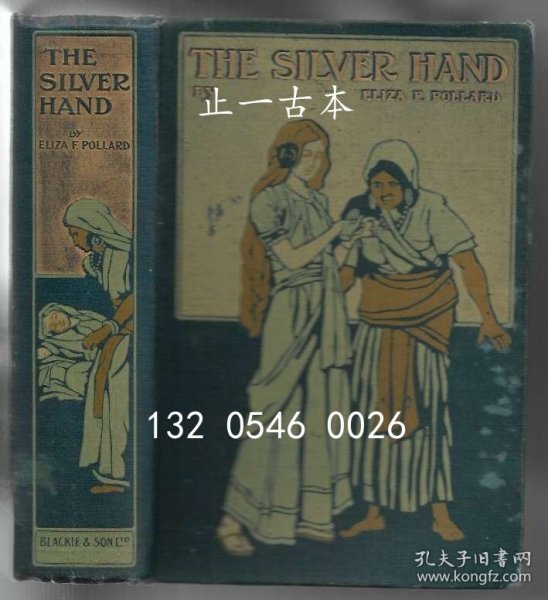 THE
SILVER
HAND
BY
ELIZA F POLLARD
BLACKIE & SON LTD
THE SILVER HAND
BY ELIZA F. POLLARD
止一古本
132 0546 0026
孔夫子旧书网
www.kongfz.com